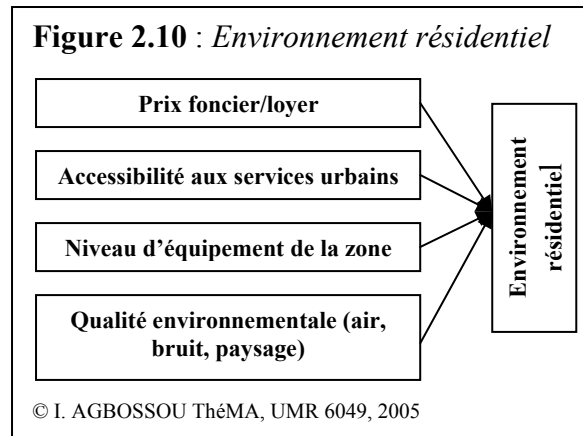 Figure 2.10 : Environnement résidentiel
Prix foncier/loyer
Accessibilité aux services urbains
Niveau d'équipement de la zone
Qualité environnementale (air,
bruit, paysage)
Environnement
résidentiel
© I. AGBOSSOU ThéMA, UMR 6049, 2005